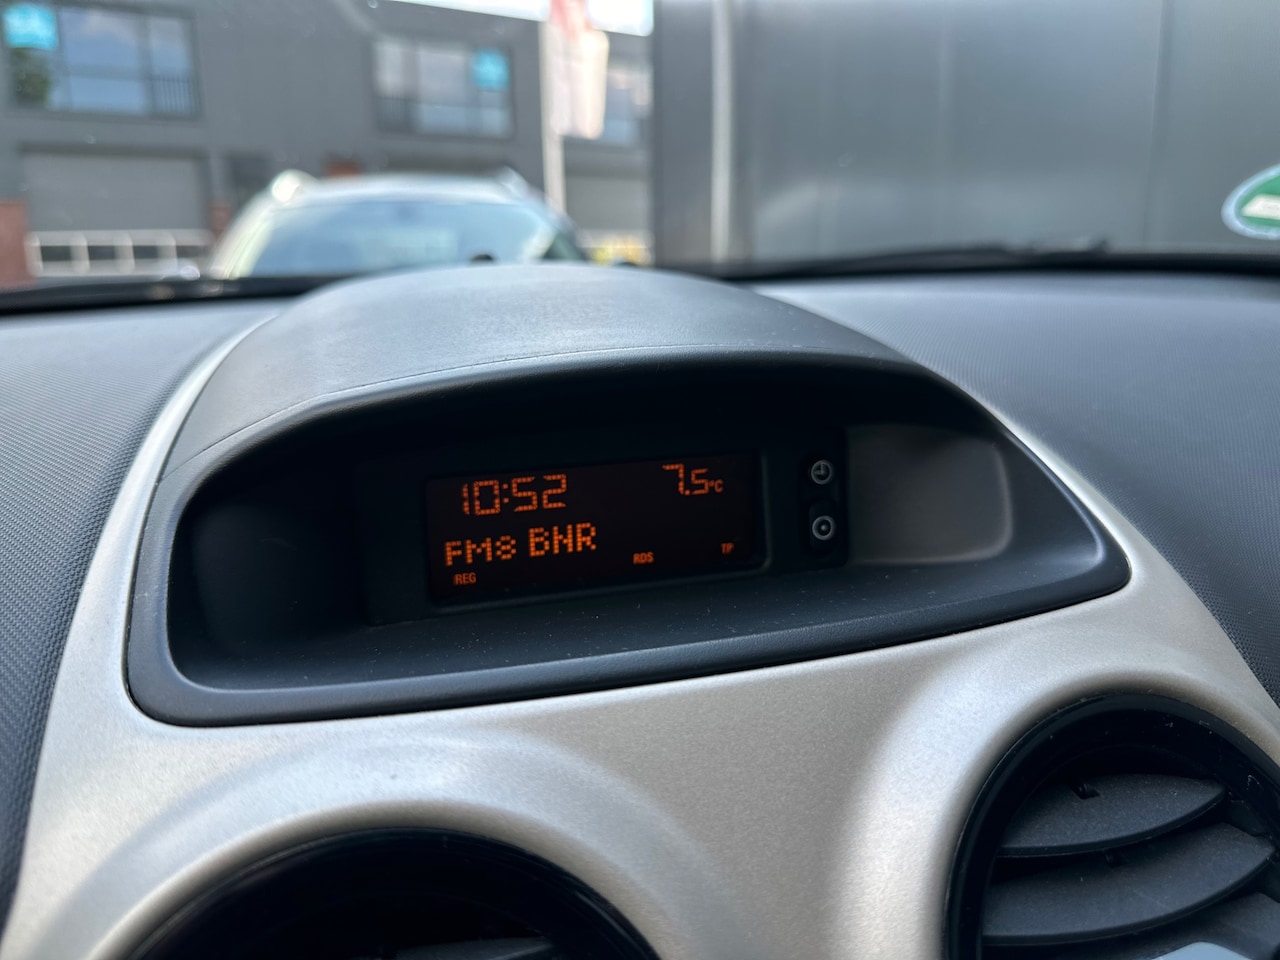 10:52 7.5°C
FM8 BNR
REG RDS TP